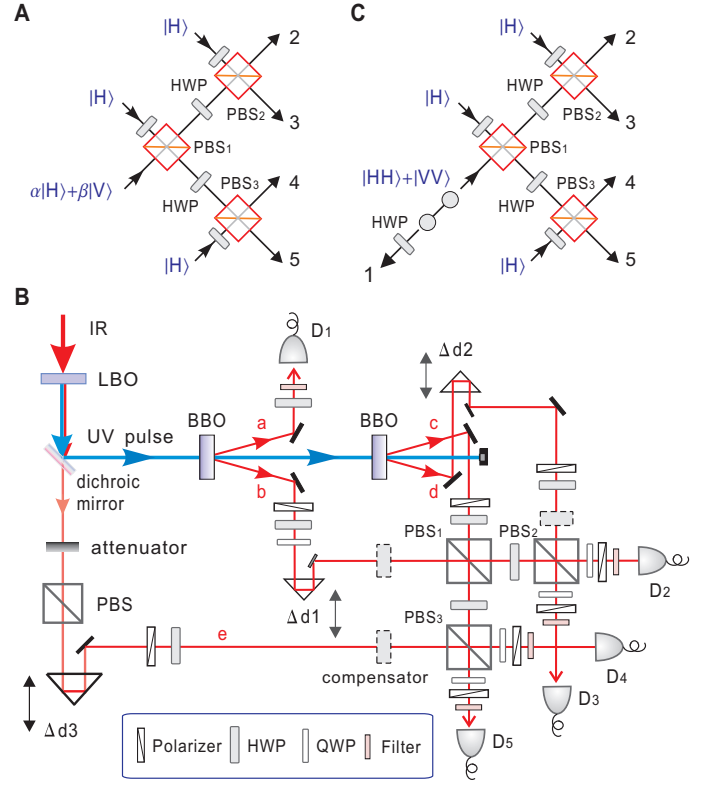 A
|H⟩
2
HWP
|H⟩
PBS2
3
PBS1
α|H⟩+β|V⟩
PBS3
4
HWP
|H⟩
5
C
|H⟩
2
HWP
|H⟩
PBS2
3
PBS1
|HH⟩+|VV⟩
PBS3
4
HWP
HWP
1
|H⟩
5
B
IR
D1
Δd2
LBO
BBO
a
BBO
c
UV pulse
b
d
dichroic
mirror
attenuator
PBS1
PBS2
PBS
D2
Δd1
PBS3
e
D4
compensator
D3
Δd3
D5
Polarizer
HWP
QWP
Filter